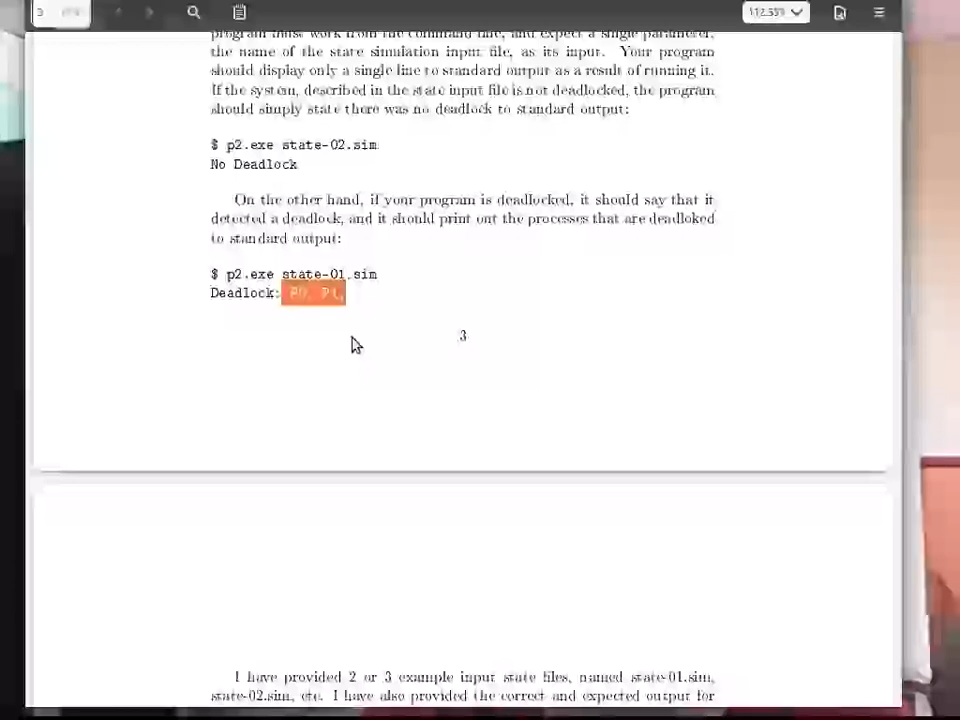 3
112.55%
program must work from the command line, and expect a single parameter,
the name of the state simulation input file, as its input. Your program
should display only a single line to standard output as a result of running it.
If the system, described in the state input file is not deadlocked, the program
should simply state there was no deadlock to standard output:
$ p2.exe state-02.sim
No Deadlock
On the other hand, if your program is deadlocked, it should say that it
detected a deadlock, and it should print out the processes that are deadloked
to standard output:
$ p2.exe state-01.sim
Deadlock: P0, P1,
3
I have provided 2 or 3 example input state files, named state-01.sim,
state-02.sim, etc. I have also provided the correct and expected output for